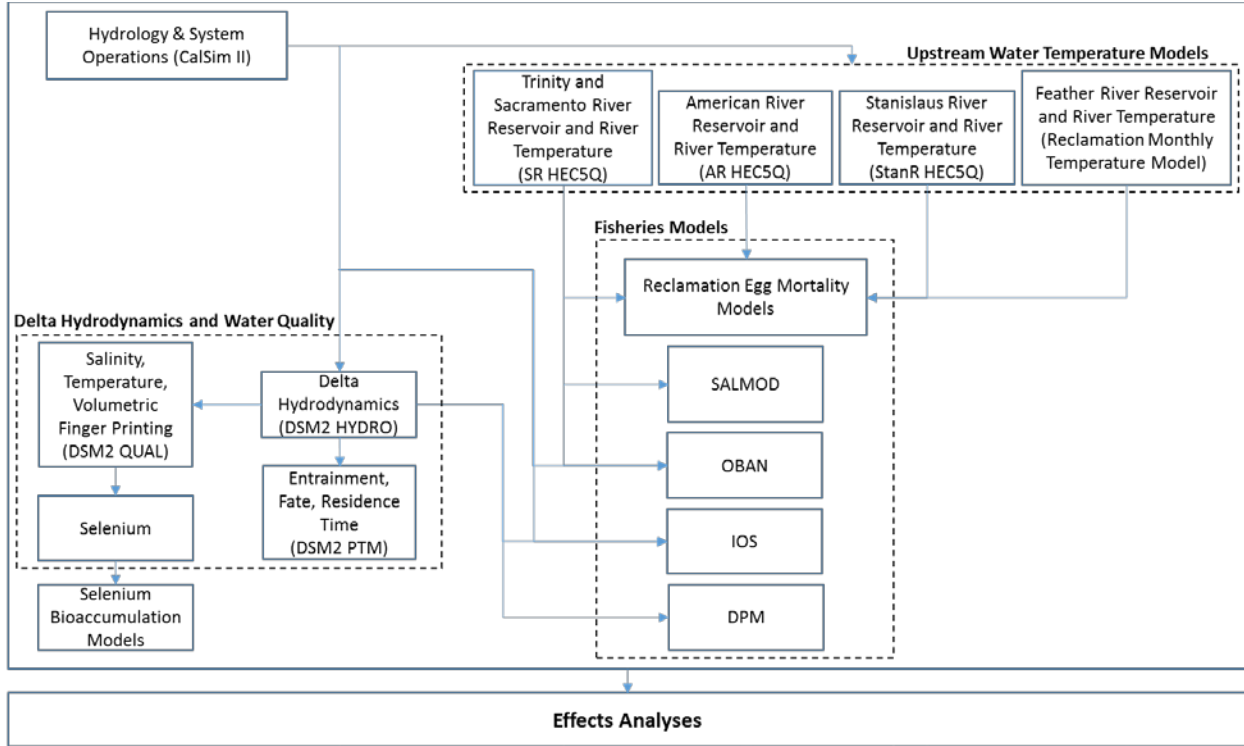 Hydrology & System
Operations (CalSim II)
Upstream Water Temperature Models
Trinity and
Sacramento River
Reservoir and River
Temperature
(SR HEC5Q)
American River
Reservoir and
River Temperature
(AR HEC5Q)
Stanislaus River
Reservoir and River
Temperature
(StanR HEC5Q)
Feather River Reservoir
and River Temperature
(Reclamation Monthly
Temperature Model)
Fisheries Models
Reclamation Egg Mortality
Models
SALMOD
OBAN
IOS
DPM
Delta Hydrodynamics and Water Quality
Salinity,
Temperature,
Volumetric
Finger Printing
(DSM2 QUAL)
Delta
Hydrodynamics
(DSM2 HYDRO)
Entrainment,
Fate, Residence
Time
(DSM2 PTM)
Selenium
Selenium
Bioaccumulation
Models
Effects Analyses